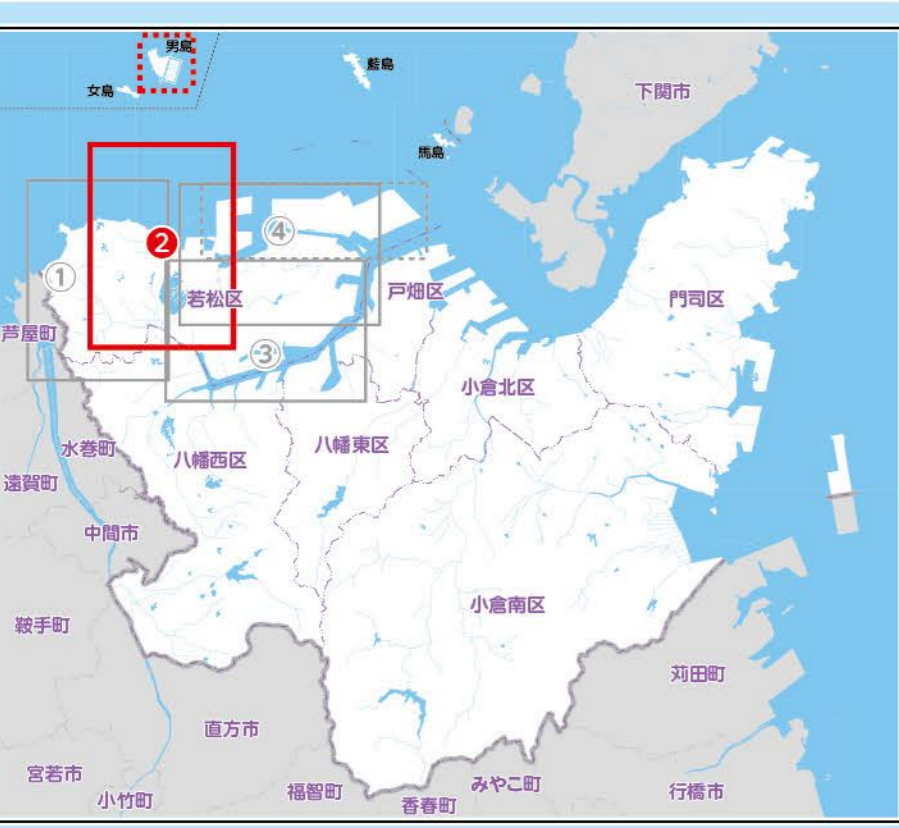 男島
女島
藍島
馬島
下関市
④
②
①
若松区
戸畑区
門司区
芦屋町
③
小倉北区
水巻町
八幡西区
八幡東区
遠賀町
中間市
小倉南区
鞍手町
苅田町
直方市
宮若市
小竹町
福智町
香春町
みやこ町
行橋市